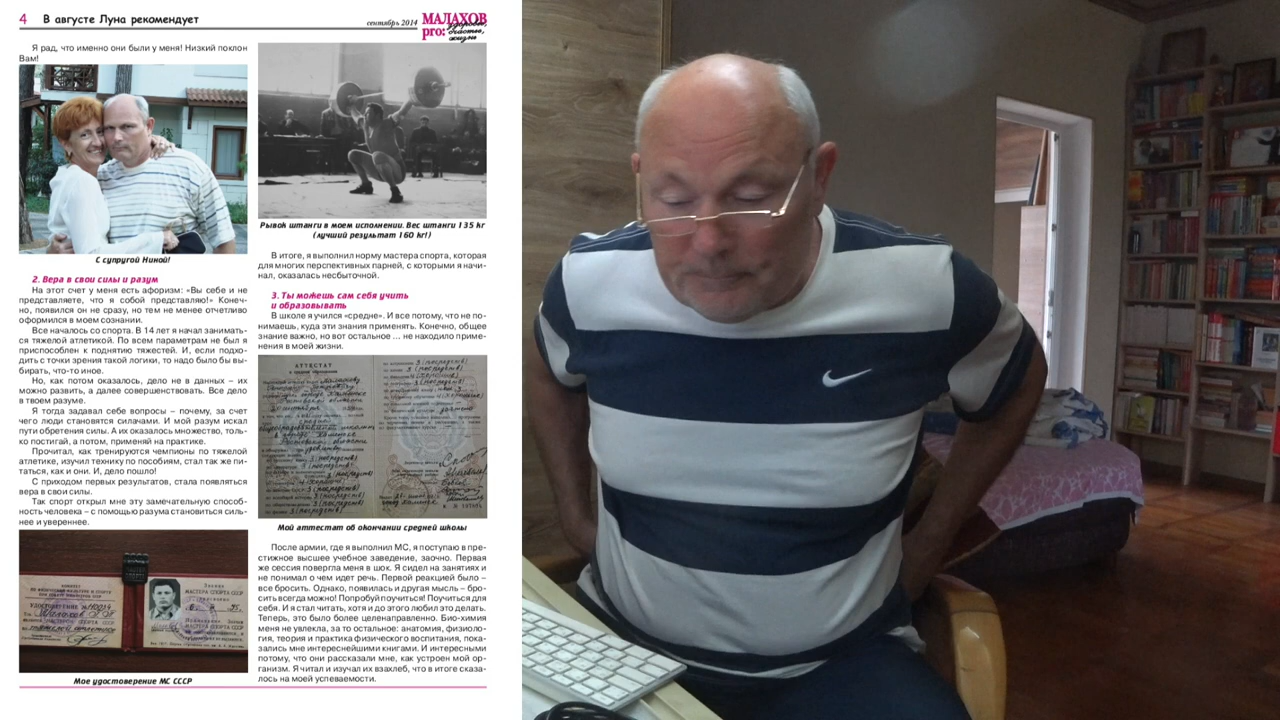 4 В августе Луна рекомендует
сентябрь 2014
МАЛАХОВ
pro: здоровье,
счастье,
жизнь
Я рад, что именно они были у меня! Низкий поклон
Вам!
С супругой Ниной!
2. Вера в свои силы и разум
На этот счет у меня есть афоризм: «Вы себе и не
представляете, что я собой представляю!» Конеч-
но, появился он не сразу, но тем не менее отчетливо
оформился в моем сознании.
Все началось со спорта. В 14 лет я начал занимать-
ся тяжелой атлетикой. По всем параметрам не был я
приспособлен к поднятию тяжестей. И, если подхо-
дить с точки зрения такой логики, то надо было бы вы-
бирать, что-то иное.
Но, как потом оказалось, дело не в данных – их
можно развить, а далее совершенствовать. Все дело
в твоем разуме.
Я тогда задавал себе вопросы – почему, за счет
чего люди становятся силачами. И мой разум искал
пути обретения силы. А их оказалось множество, толь-
ко постигай, а потом, применяй на практике.
Прочитал, как тренируются чемпионы по тяжелой
атлетике, изучил технику по пособиям, стал так же пи-
таться, как и они. И, дело пошло!
С приходом первых результатов, стала появляться
вера в свои силы.
Так спорт открыл мне эту замечательную способ-
ность человека – с помощью разума становиться силь-
нее и увереннее.
УДОСТОВЕРЕНИЕ
МАСТЕРА СПОРТА СССР
Мое удостоверение МС СССР
Рывок штанги в моем исполнении. Вес штанги 135 kr
(лучший результат 160 kr!)
В итоге, я выполнил норму мастера спорта, которая
для многих перспективных парней, с которыми я начи-
нал, оказалась несбыточной.
3. Ты можешь сам себя учить
и образовывать
В школе я учился «средне». И все потому, что не по-
нимаешь, куда эти знания применять. Конечно, общее
знание важно, но вот остальное ... не находило приме-
нения в моей жизни.
АТТЕСТАТ
Мой аттестат об окончании средней школы
После армии, где я выполнил МС, я поступаю в пре-
стижное высшее учебное заведение, заочно. Первая
же сессия повергла меня в шок. Я сидел на занятиях и
не понимал о чем идет речь. Первой реакцией было –
все бросить. Однако, появилась и другая мысль – бро-
сить всегда можно! Попробуй поучиться! Поучиться для
себя. И я стал читать, хотя и до этого любил это делать.
Теперь, это было более целенаправленно. Био-химия
меня не увлекла, за то остальное: анатомия, физиоло-
гия, теория и практика физического воспитания, пока-
зались мне интереснейшими книгами. И интересными
потому, что они рассказали мне, как устроен мой ор-
ганизм. Я читал и изучал их взахлеб, что в итоге сказа-
лось на моей успеваемости.